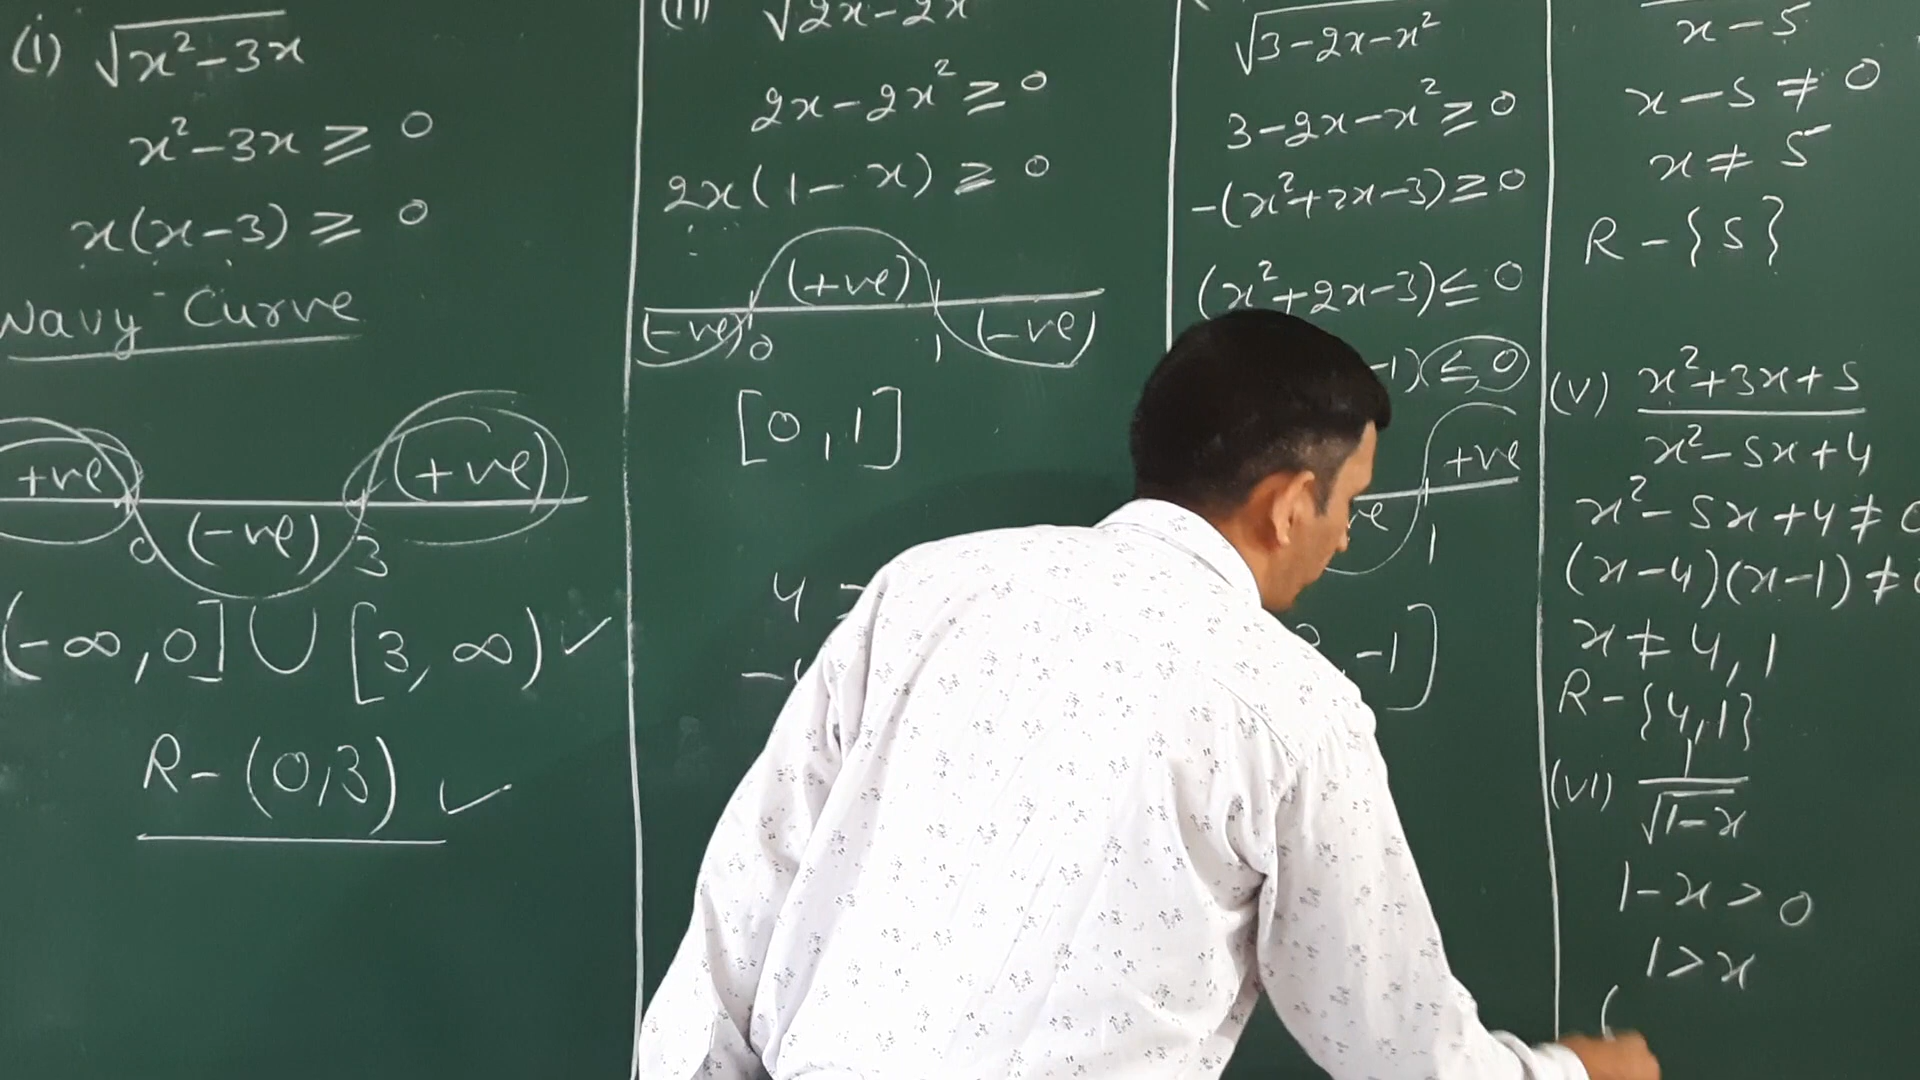 (i) √x²-3x
x²-3x ≥ 0
x(x-3) ≥ 0
Wavy Curve
+ve (-ve) (+ve)
0 3
(-∞,0] ∪ [3,∞) ✓
R-(0,3) ✓
√2x-2x²
2x-2x² ≥ 0
2x(1-x) ≥ 0
(-ve) (+ve) (-ve)
0 1
[0,1]
4
√3-2x-x²
3-2x-x² ≥ 0
-(x²+2x-3) ≥ 0
(x²+2x-3) ≤ 0
-1) ≤ 0
+ve
1
,-1]
x-5
x-5 ≠ 0
x ≠ 5
R-{5}
(v) x²+3x+5
x²-5x+4
x²-5x+4 ≠ 0
(x-4)(x-1) ≠ 0
x ≠ 4,1
R-{4,1}
(vi) 1
√1-x
1-x > 0
1 > x
(